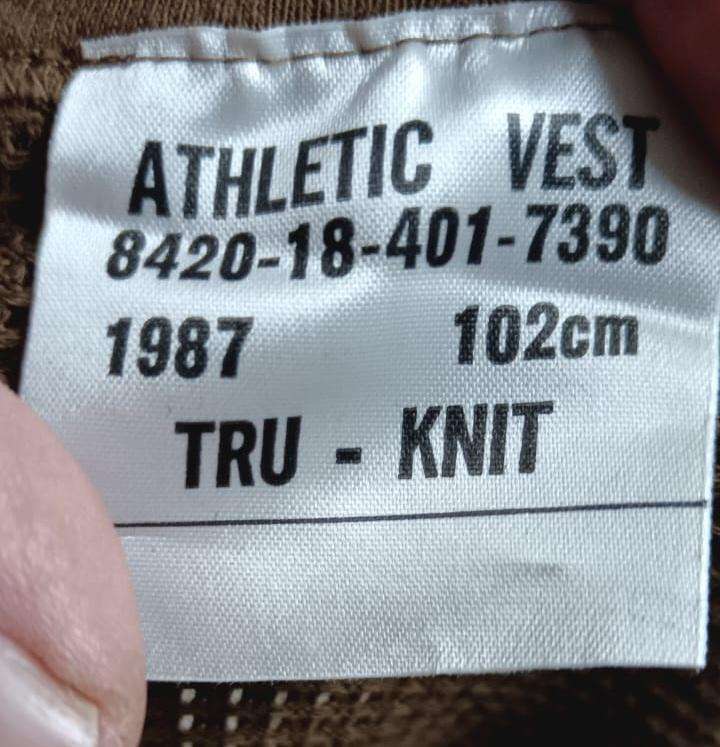 ATHLETIC VEST
8420-18-401-7390
1987 102cm
TRU - KNIT